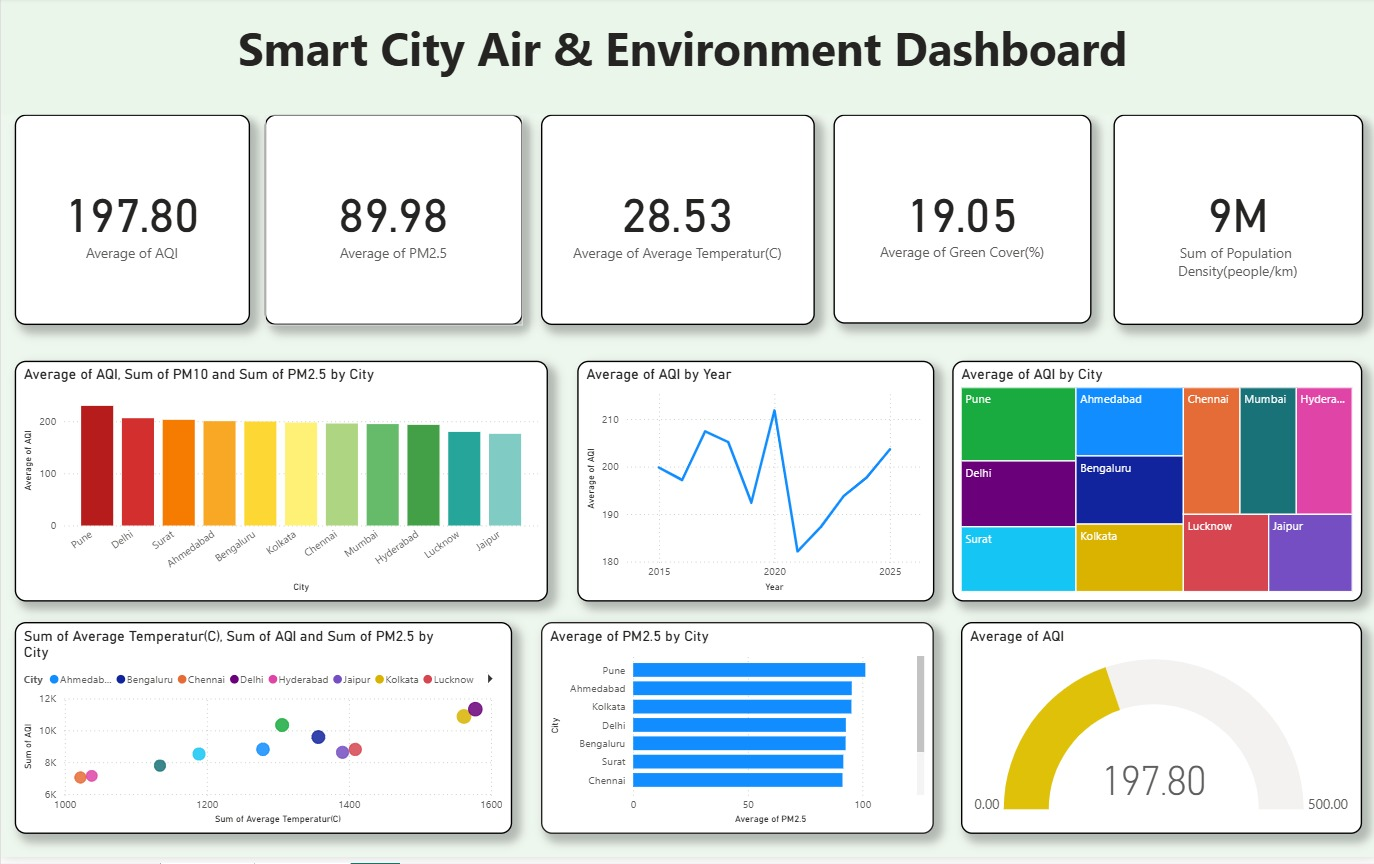 Smart City Air & Environment Dashboard
197.80
Average of AQI
89.98
Average of PM2.5
28.53
Average of Average Temperatur(C)
19.05
Average of Green Cover(%)
9M
Sum of Population
Density(people/km)
Average of AQI, Sum of PM10 and Sum of PM2.5 by City
Average of AQI
200
100
0
Pune
Delhi
Surat
Ahmedabad
Bengaluru
Kolkata
Chennai
Mumbai
Hyderabad
Lucknow
Jaipur
City
Average of AQI by Year
Average of AQI
210
200
190
180
2015
2020
2025
Year
Average of AQI by City
Pune
Ahmedabad
Chennai
Mumbai
Hydera...
Delhi
Bengaluru
Surat
Kolkata
Lucknow
Jaipur
Sum of Average Temperatur(C), Sum of AQI and Sum of PM2.5 by
City
City Ahmedab... Bengaluru Chennai Delhi Hyderabad Jaipur Kolkata Lucknow
Sum of AQI
12K
10K
8K
6K
1000
1200
1400
1600
Sum of Average Temperatur(C)
Average of PM2.5 by City
City
Pune
Ahmedabad
Kolkata
Delhi
Bengaluru
Surat
Chennai
0
50
100
Average of PM2.5
Average of AQI
197.80
0.00
500.00